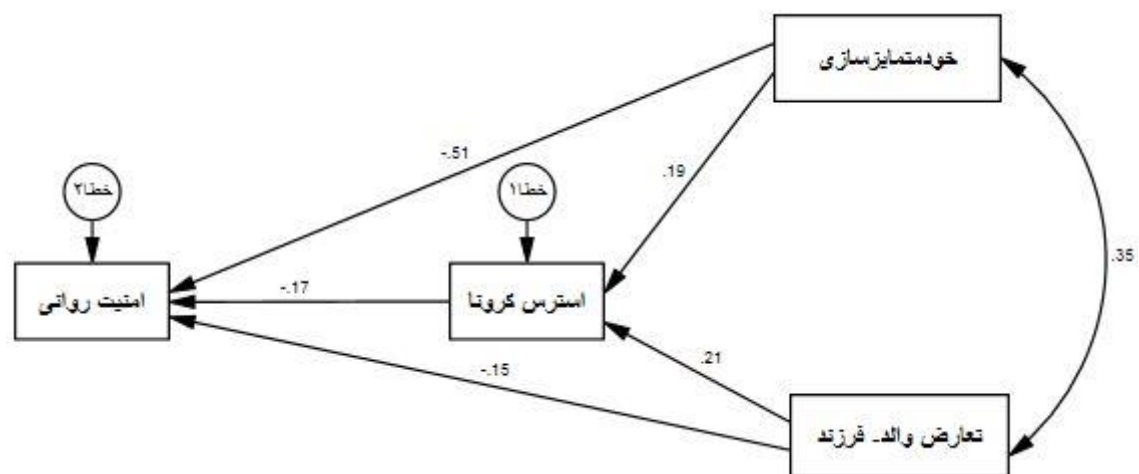 خودمتمایزسازی
-.51
.19
خطا۲
خطا۱
.35
امنیت روانی
-.17
استرس کرونا
.21
-.15
تعارض والد- فرزند